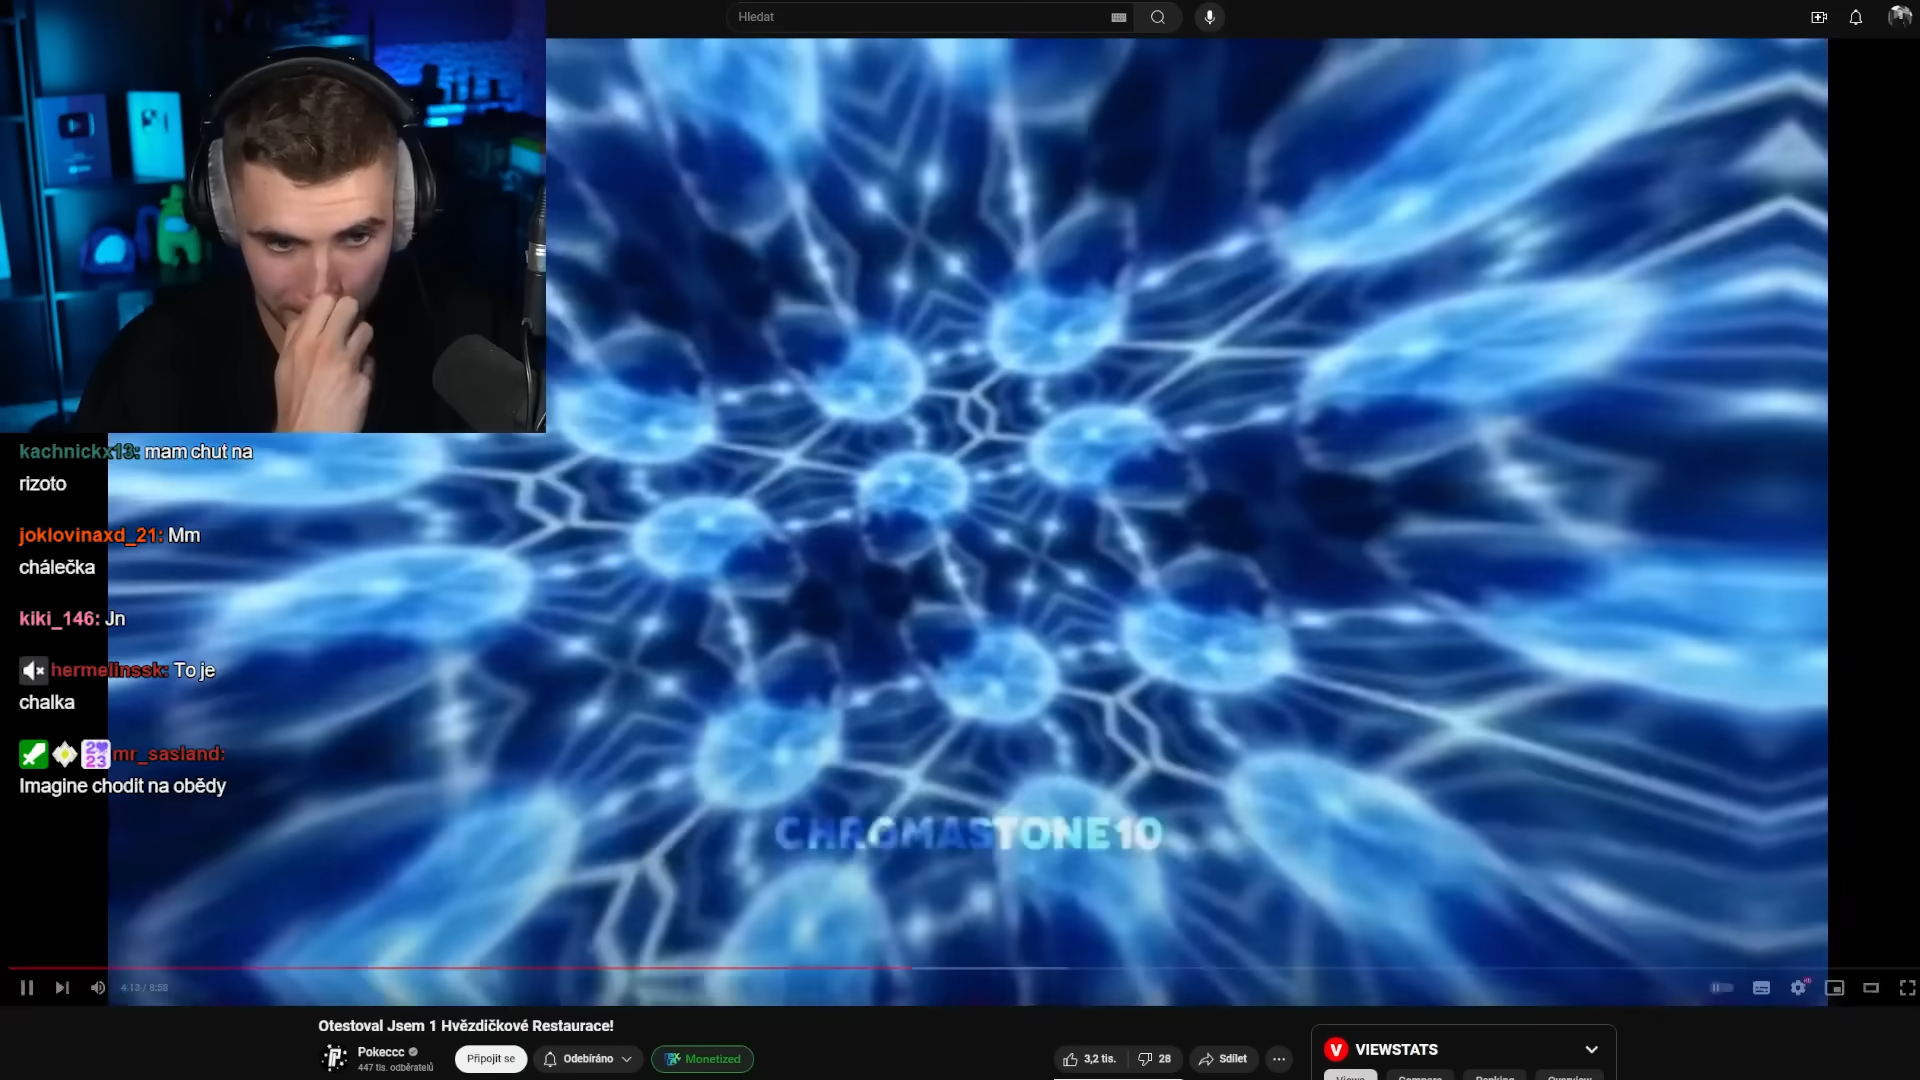 Hledat
kachnickx13: mam chut na
rizoto
joklovinaxd_21: Mm
chálečka
kiki_146: Jn
hermelinssk: To je
chalka
2 23 mr_sasland:
Imagine chodit na obědy
CHROMASTONE10
4:13 / 8:58
Otestoval Jsem 1 Hvězdičkové Restaurace!
Pokeccc
447 tis. odběratelů
Připojit se
Odebíráno
Monetized
3,2 tis.
28
Sdílet
VIEWSTATS